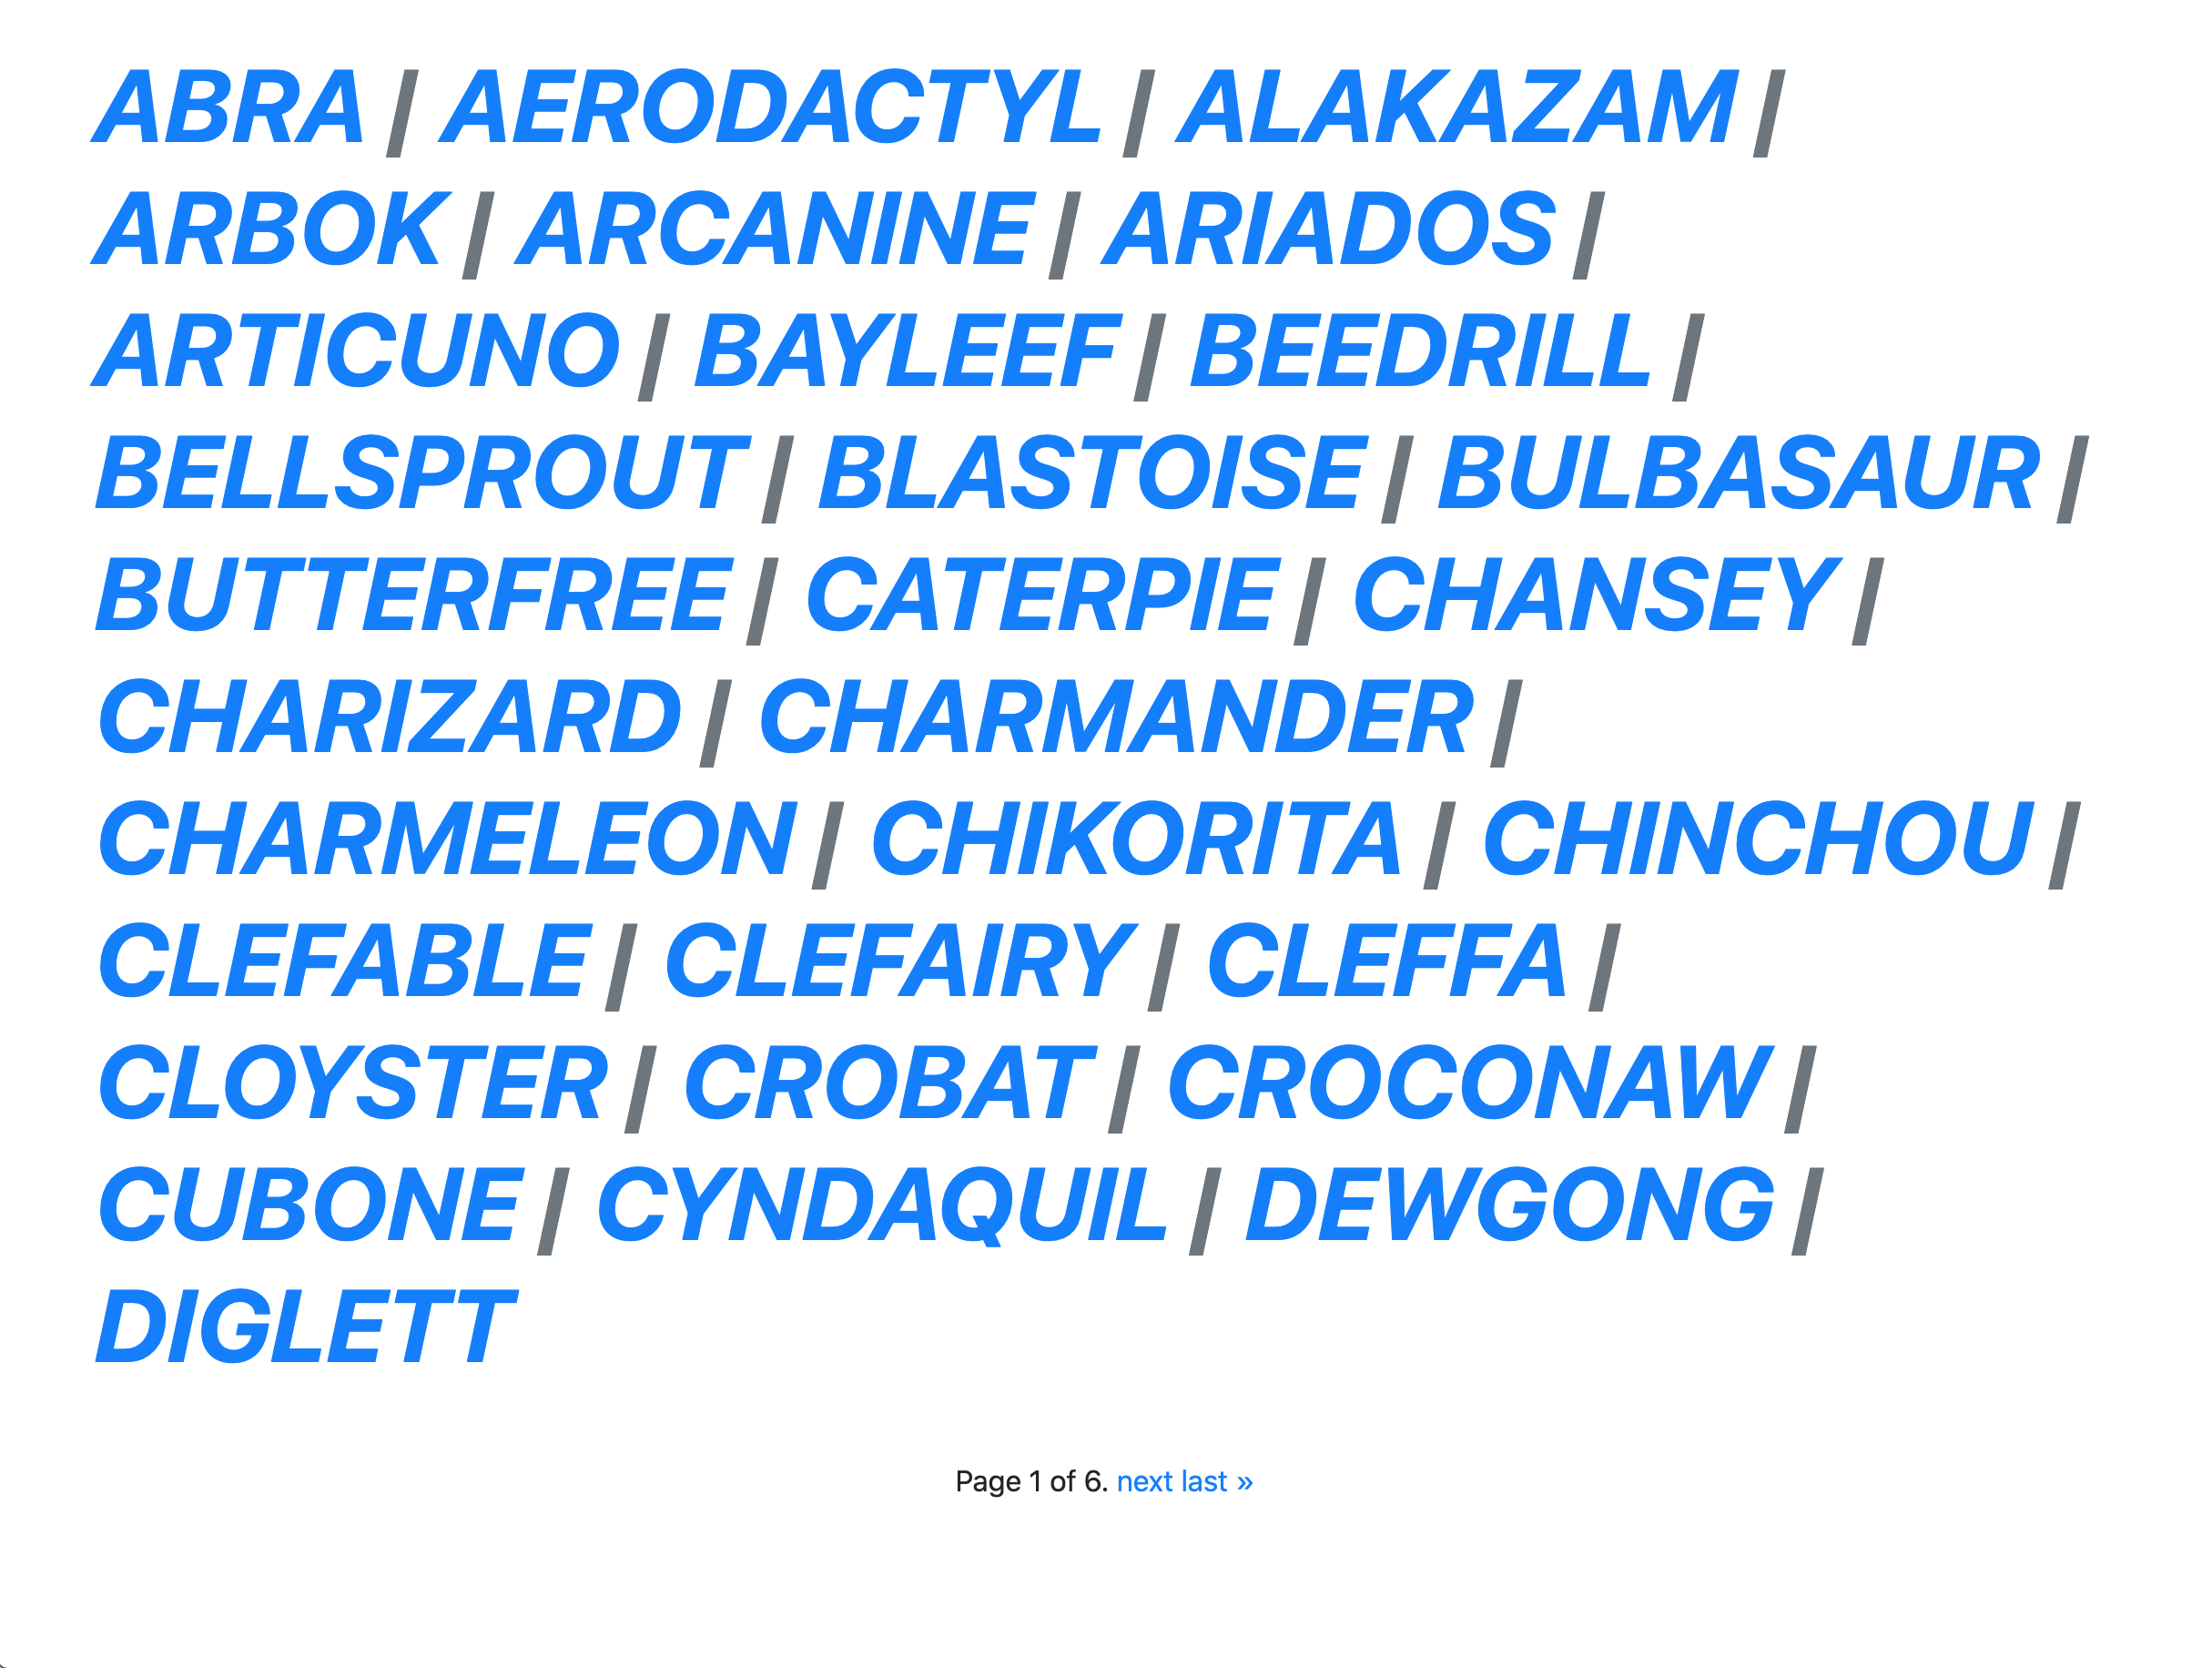 ABRA | AERODACTYL | ALAKAZAM |
ARBOK | ARCANINE | ARIADOS |
ARTICUNO | BAYLEEF | BEEDRILL |
BELLSPROUT | BLASTOISE | BULBASAUR |
BUTTERFREE | CATERPIE | CHANSEY |
CHARIZARD | CHARMANDER |
CHARMELEON | CHIKORITA | CHINCHOU |
CLEFABLE | CLEFAIRY | CLEFFA |
CLOYSTER | CROBAT | CROCONAW |
CUBONE | CYNDAQUIL | DEWGONG |
DIGLETT
Page 1 of 6. next last »